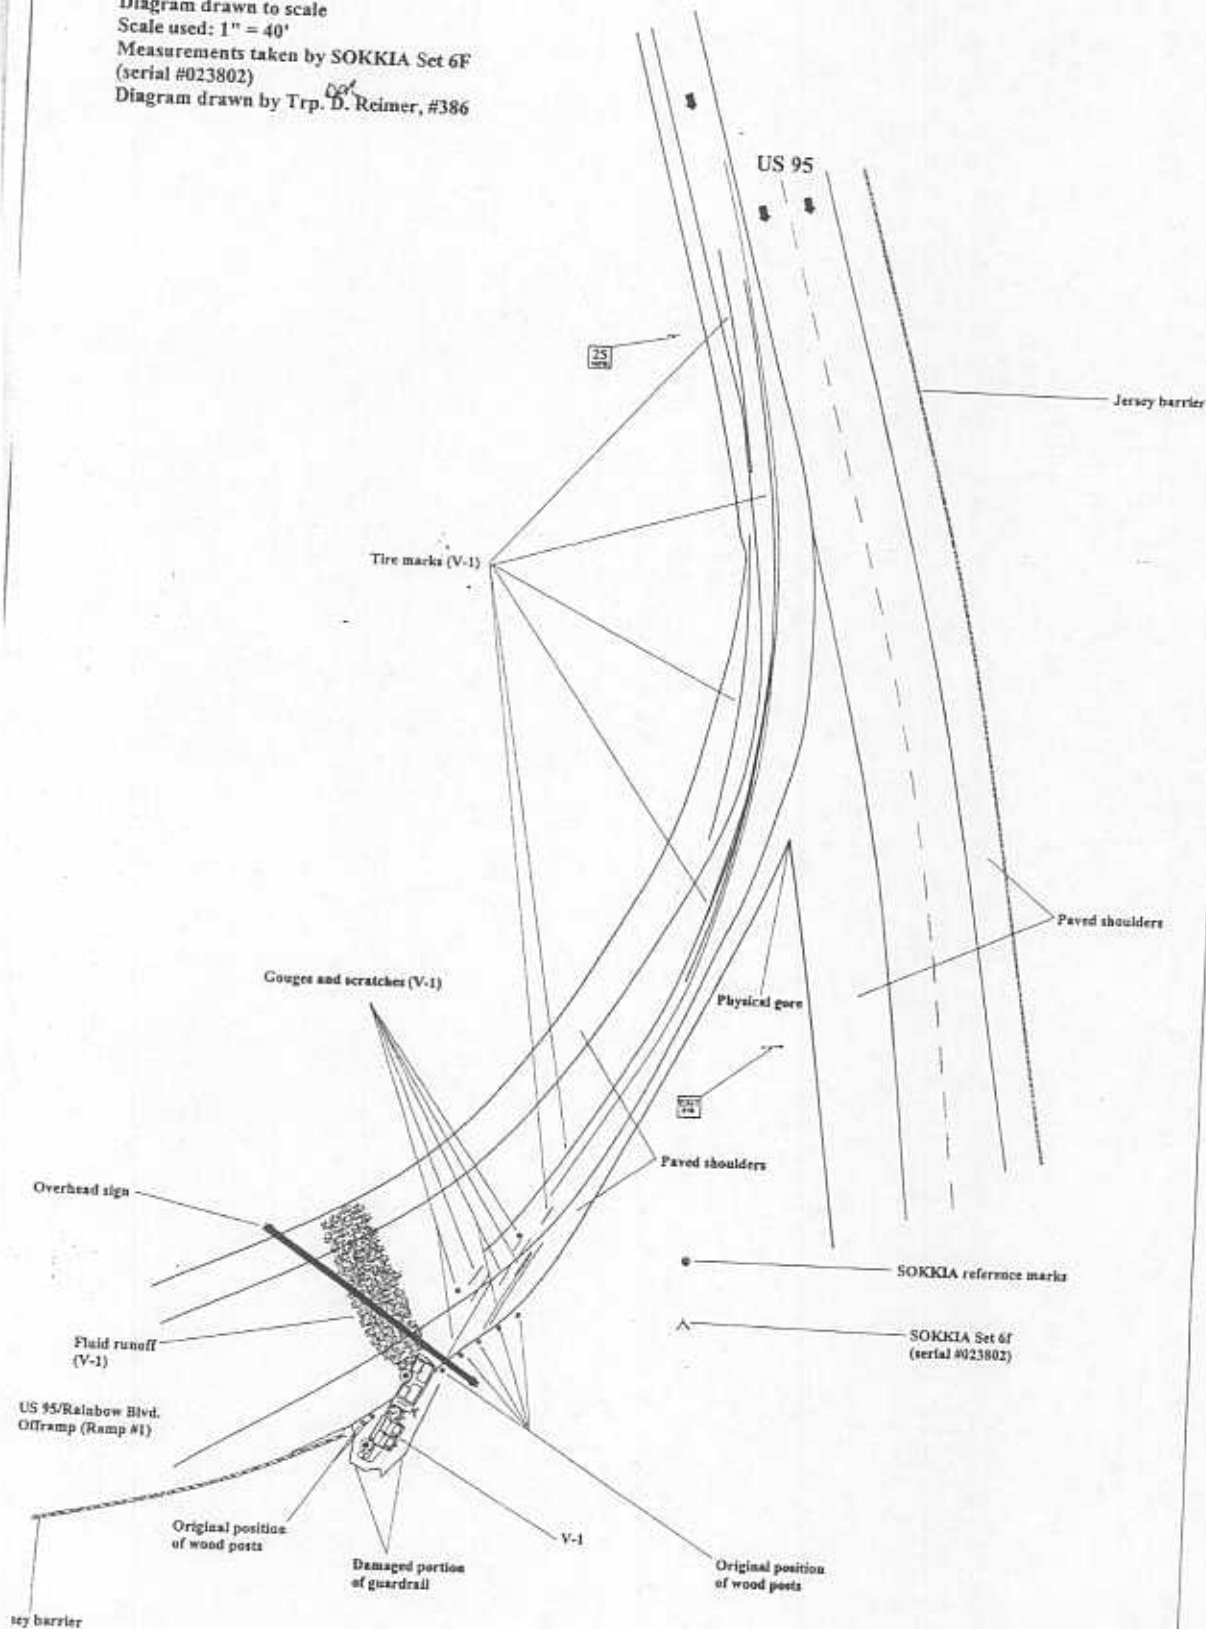 Diagram drawn to scale
Scale used: 1" = 40'
Measurements taken by SOKKIA Set 6F
(serial #023802)
Diagram drawn by Trp. D. Reimer, #386
US 95
25
Jersey barrier
Tire marks (V-1)
Paved shoulders
Gouges and scratches (V-1)
Physical gore
Paved shoulders
Overhead sign
SOKKIA reference marks
Fluid runoff
(V-1)
SOKKIA Set 6f
(serial #023802)
US 95/Rainbow Blvd.
Offramp (Ramp #1)
Original position
of wood posts
V-1
Damaged portion
of guardrail
Original position
of wood posts
sey barrier